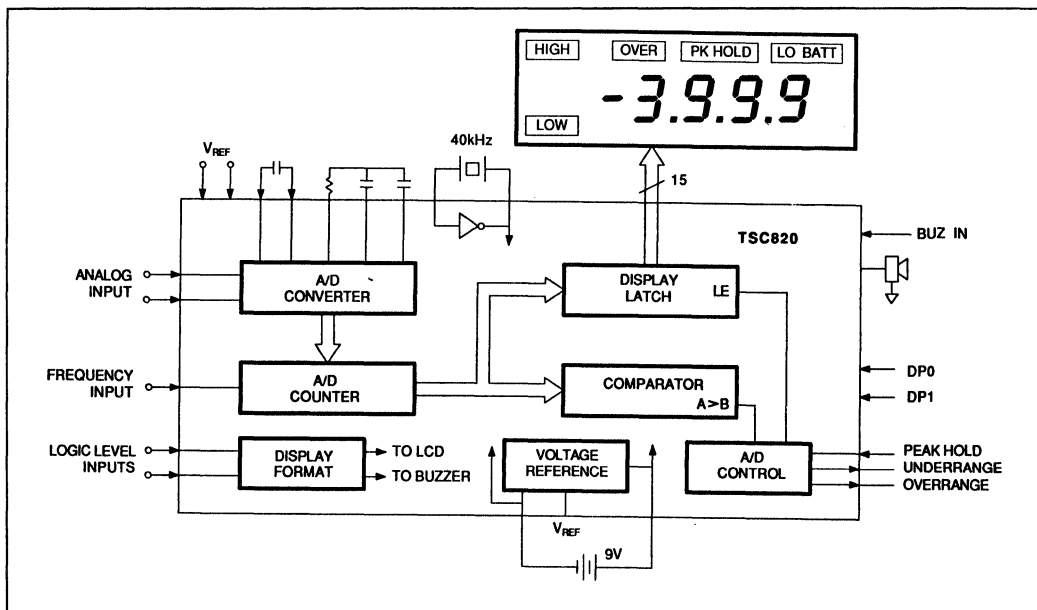 HIGH
OVER
PK HOLD
LO BATT
-3.9.9.9
LOW
40kHz
VREF
15
TSC820
BUZ IN
ANALOG
INPUT
A/D
CONVERTER
DISPLAY
LATCH
LE
FREQUENCY
INPUT
A/D
COUNTER
COMPARATOR
A>B
DP0
DP1
LOGIC LEVEL
INPUTS
DISPLAY
FORMAT
TO LCD
TO BUZZER
VOLTAGE
REFERENCE
A/D
CONTROL
PEAK HOLD
UNDERRANGE
OVERRANGE
VREF
9V